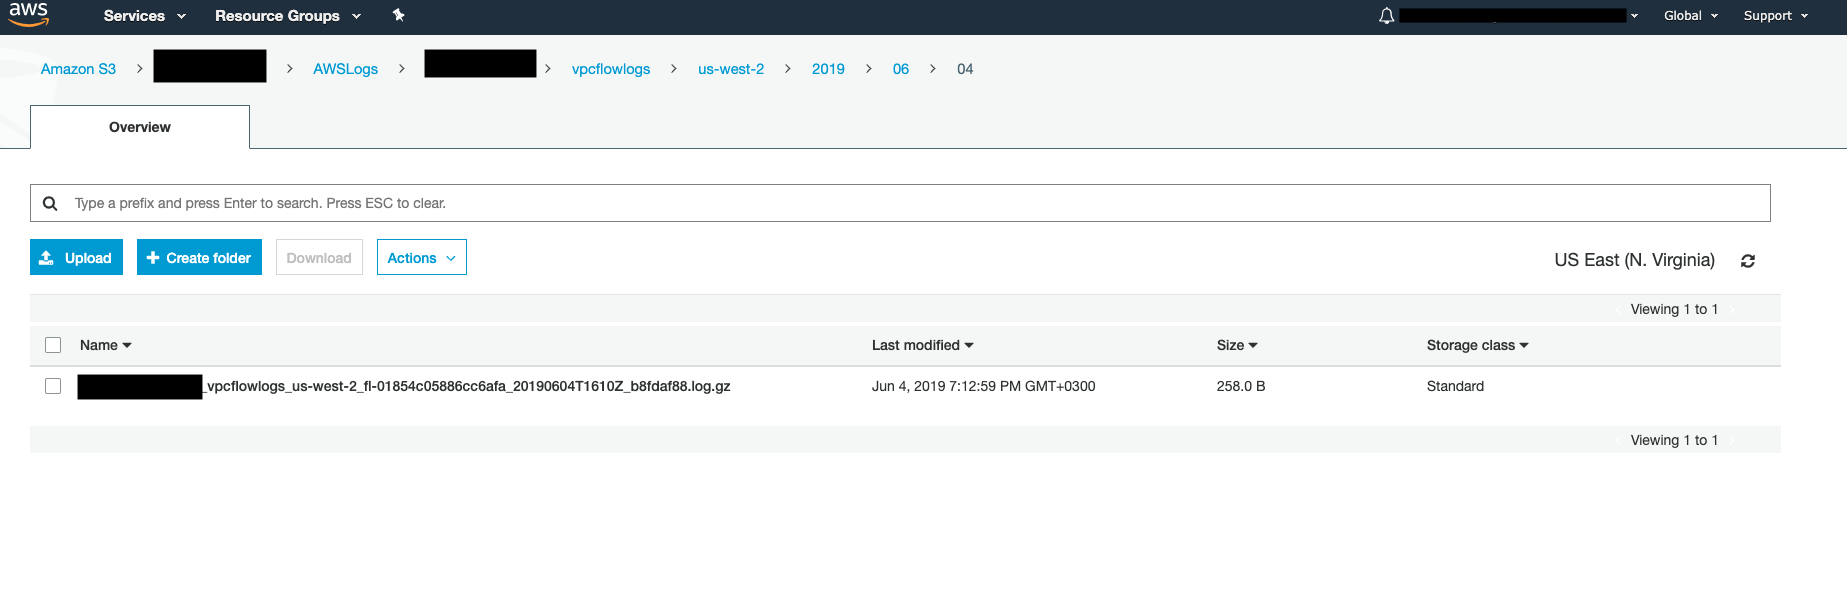 aws Services Resource Groups Global Support
Amazon S3 > > AWSLogs > > vpcflowlogs > us-west-2 > 2019 > 06 > 04
Overview
Type a prefix and press Enter to search. Press ESC to clear.
Upload + Create folder Download Actions US East (N. Virginia)
Viewing 1 to 1
Name Last modified Size Storage class
_vpcflowlogs_us-west-2_fl-01854c05886cc6afa_20190604T1610Z_b8fdaf88.log.gz Jun 4, 2019 7:12:59 PM GMT+0300 258.0 B Standard
Viewing 1 to 1